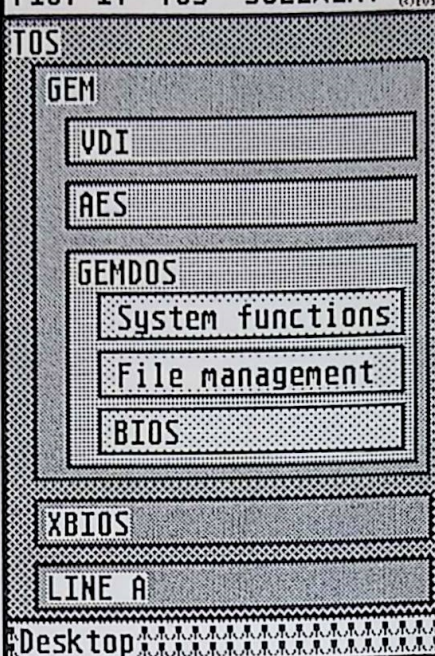 TOS
GEM
VDI
AES
GEMDOS
System functions
File management
BIOS
XBIOS
LINE A
Desktop